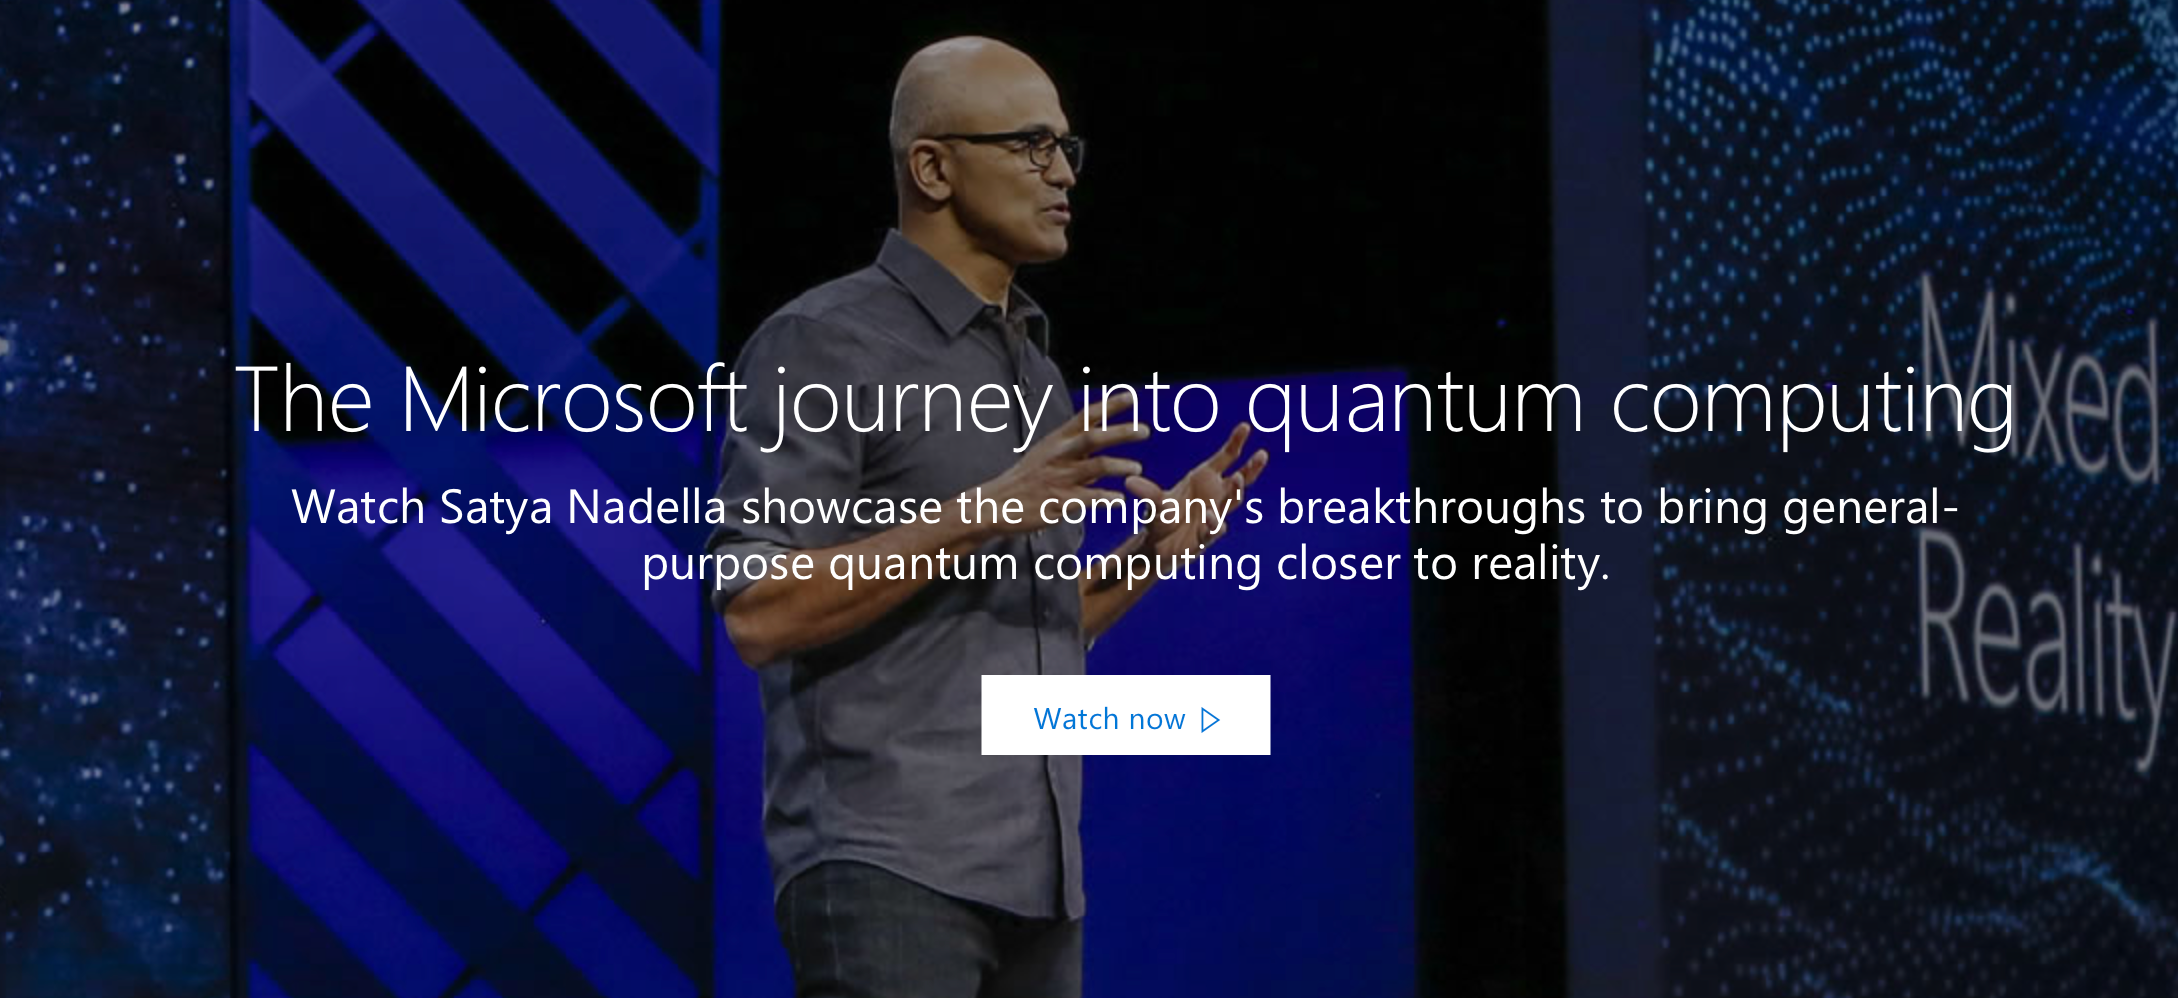 The Microsoft journey into quantum computing
Watch Satya Nadella showcase the company's breakthroughs to bring general-
purpose quantum computing closer to reality.
Watch now
Mixed
Reality